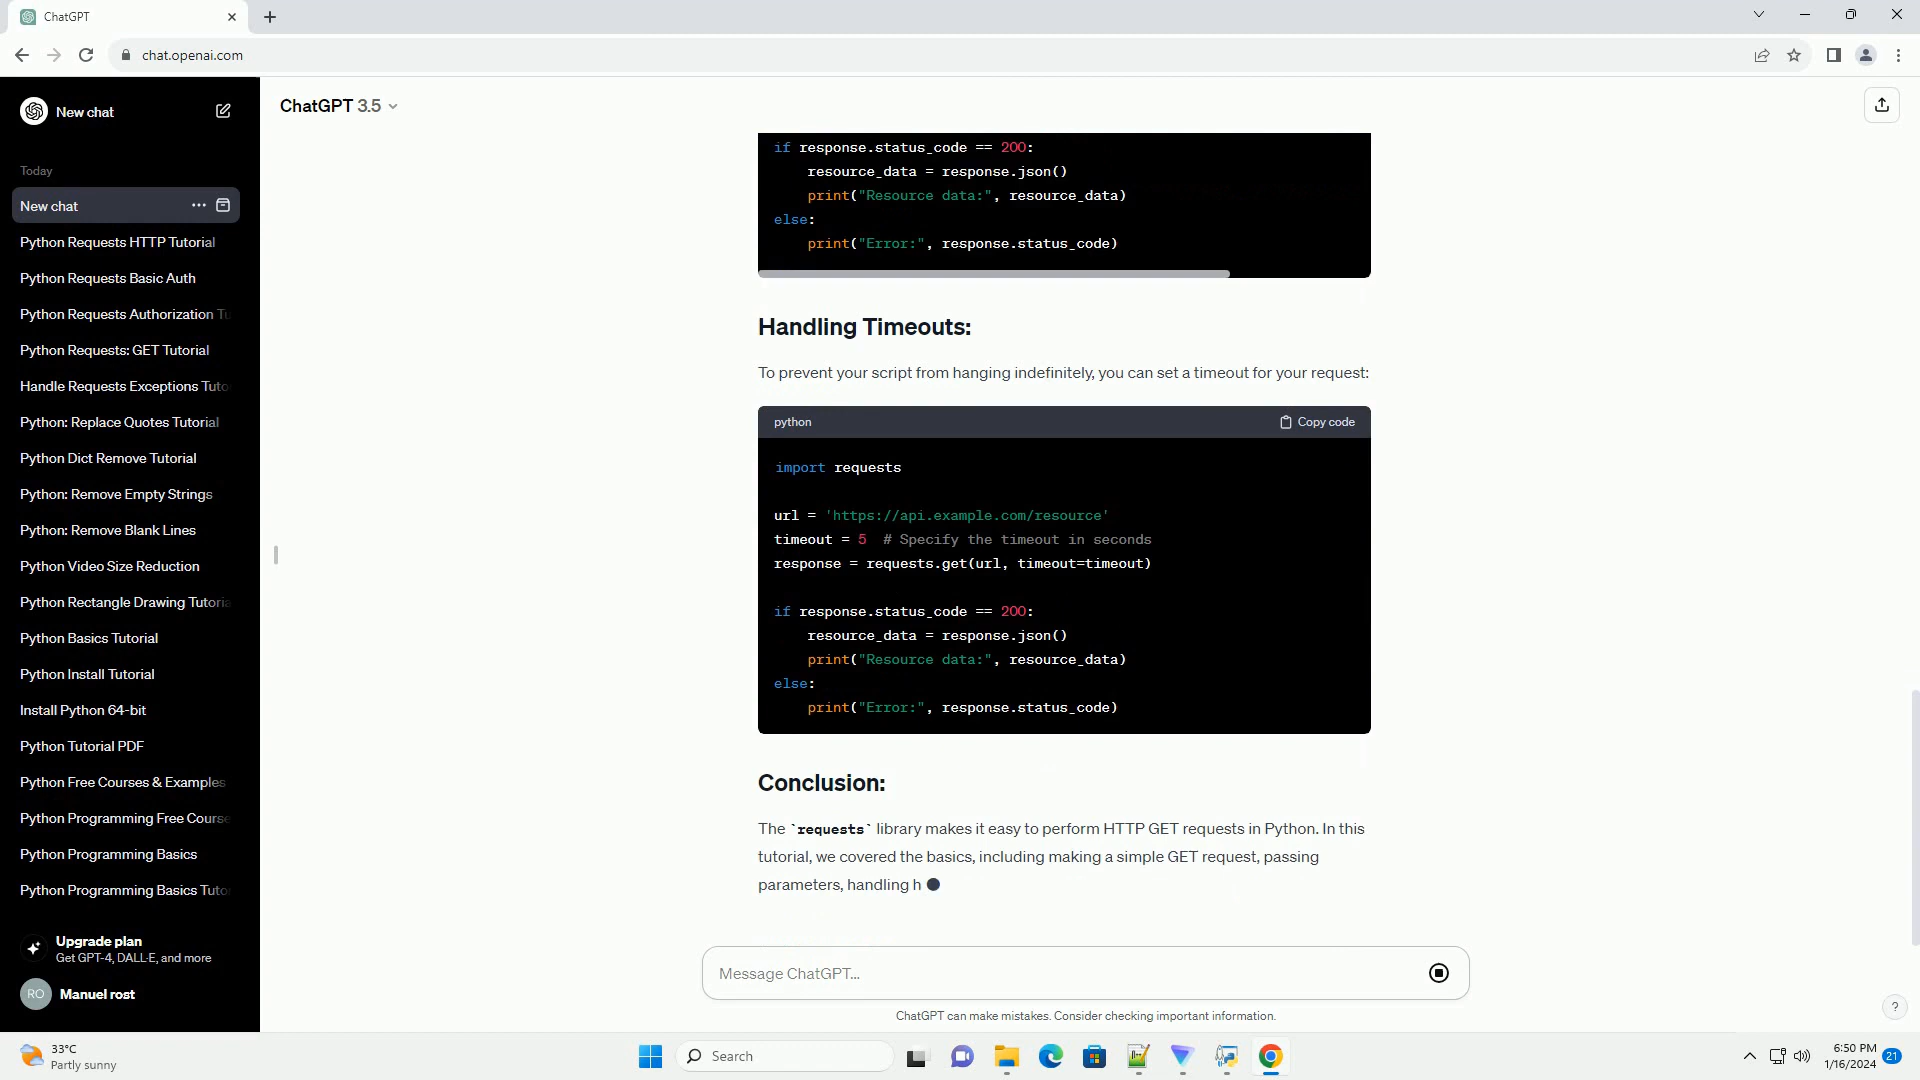 ChatGPT
chat.openai.com
New chat
ChatGPT 3.5
Today
New chat
Python Requests HTTP Tutorial
Python Requests Basic Auth
Python Requests Authorization Tu
Python Requests: GET Tutorial
Handle Requests Exceptions Tuto
Python: Replace Quotes Tutorial
Python Dict Remove Tutorial
Python: Remove Empty Strings
Python: Remove Blank Lines
Python Video Size Reduction
Python Rectangle Drawing Tutoria
Python Basics Tutorial
Python Install Tutorial
Install Python 64-bit
Python Tutorial PDF
Python Free Courses & Examples
Python Programming Free Course
Python Programming Basics
Python Programming Basics Tuto
Upgrade plan
Get GPT-4, DALL·E, and more
RO Manuel rost
if response.status_code == 200:
    resource_data = response.json()
    print("Resource data:", resource_data)
else:
    print("Error:", response.status_code)
Handling Timeouts:
To prevent your script from hanging indefinitely, you can set a timeout for your request:
python Copy code
import requests
url = 'https://api.example.com/resource'
timeout = 5  # Specify the timeout in seconds
response = requests.get(url, timeout=timeout)
if response.status_code == 200:
    resource_data = response.json()
    print("Resource data:", resource_data)
else:
    print("Error:", response.status_code)
Conclusion:
The `requests` library makes it easy to perform HTTP GET requests in Python. In this
tutorial, we covered the basics, including making a simple GET request, passing
parameters, handling h
Message ChatGPT...
ChatGPT can make mistakes. Consider checking important information.
?
33°C
Partly sunny
Search
6:50 PM
1/16/2024
21